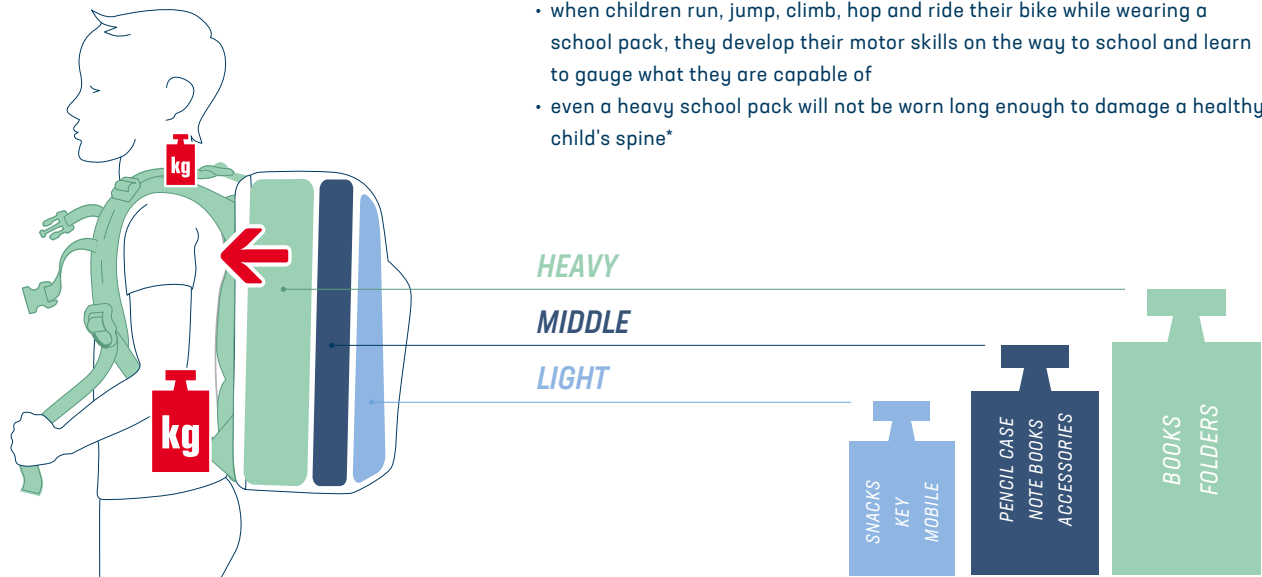 • when children run, jump, climb, hop and ride their bike while wearing a
school pack, they develop their motor skills on the way to school and learn
to gauge what they are capable of
• even a heavy school pack will not be worn long enough to damage a healthy
child's spine*
kg
HEAVY
MIDDLE
LIGHT
kg
SNACKS
KEY
MOBILE
PENCIL CASE
NOTE BOOKS
ACCESSORIES
BOOKS
FOLDERS